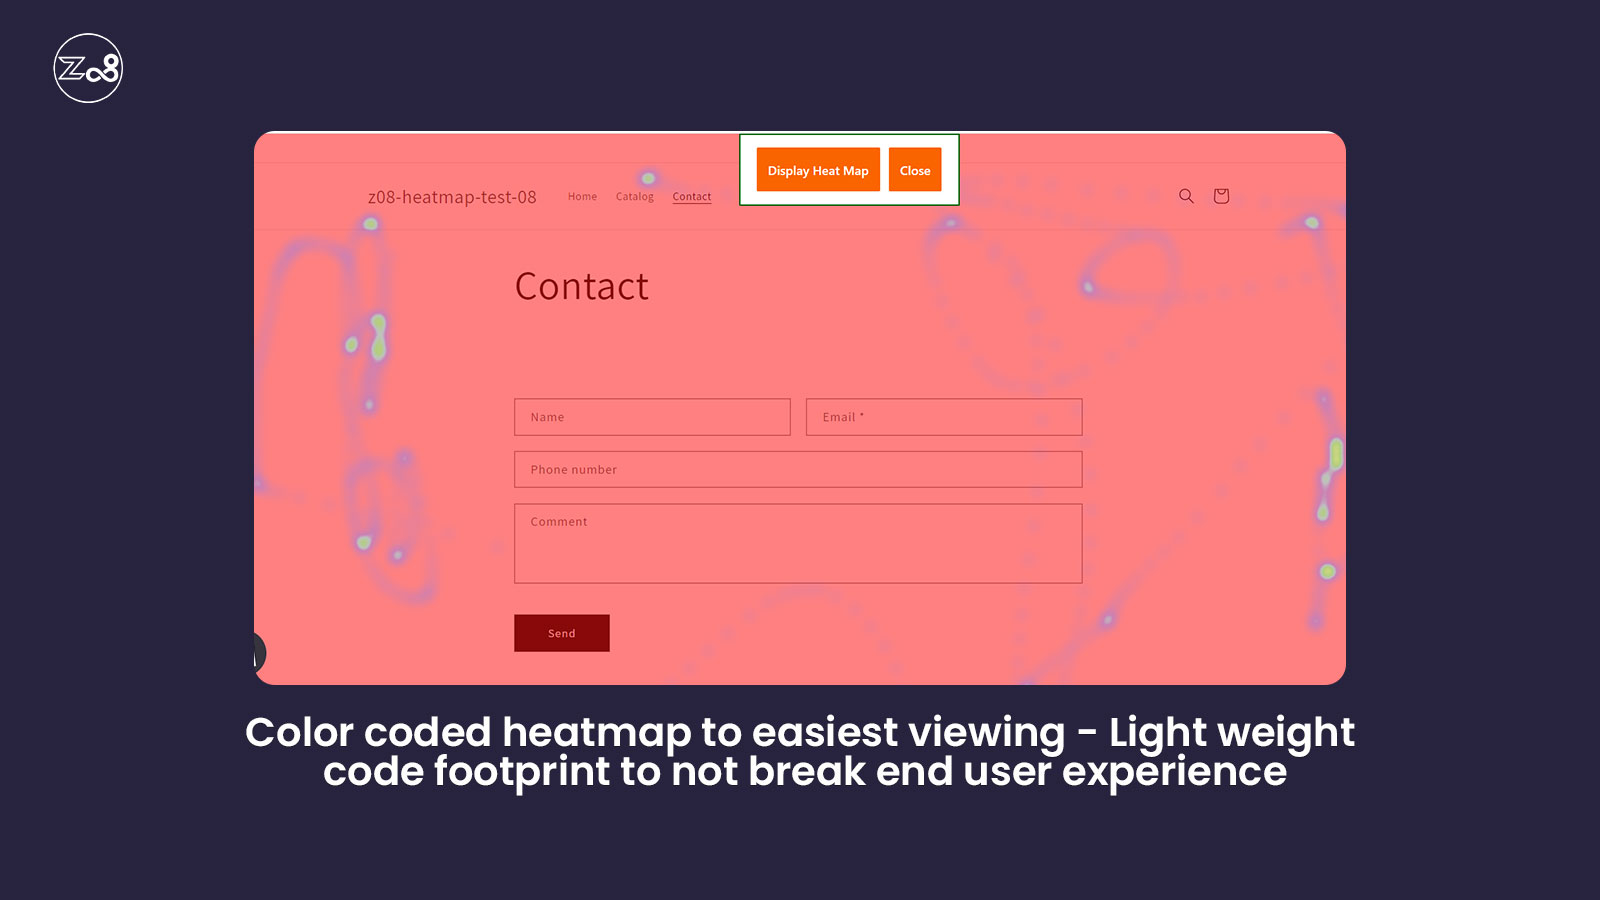 Z08
Display Heat Map Close
z08-heatmap-test-08 Home Catalog Contact
Contact
Name Email *
Phone number
Comment
Send
Color coded heatmap to easiest viewing - Light weight
code footprint to not break end user experience